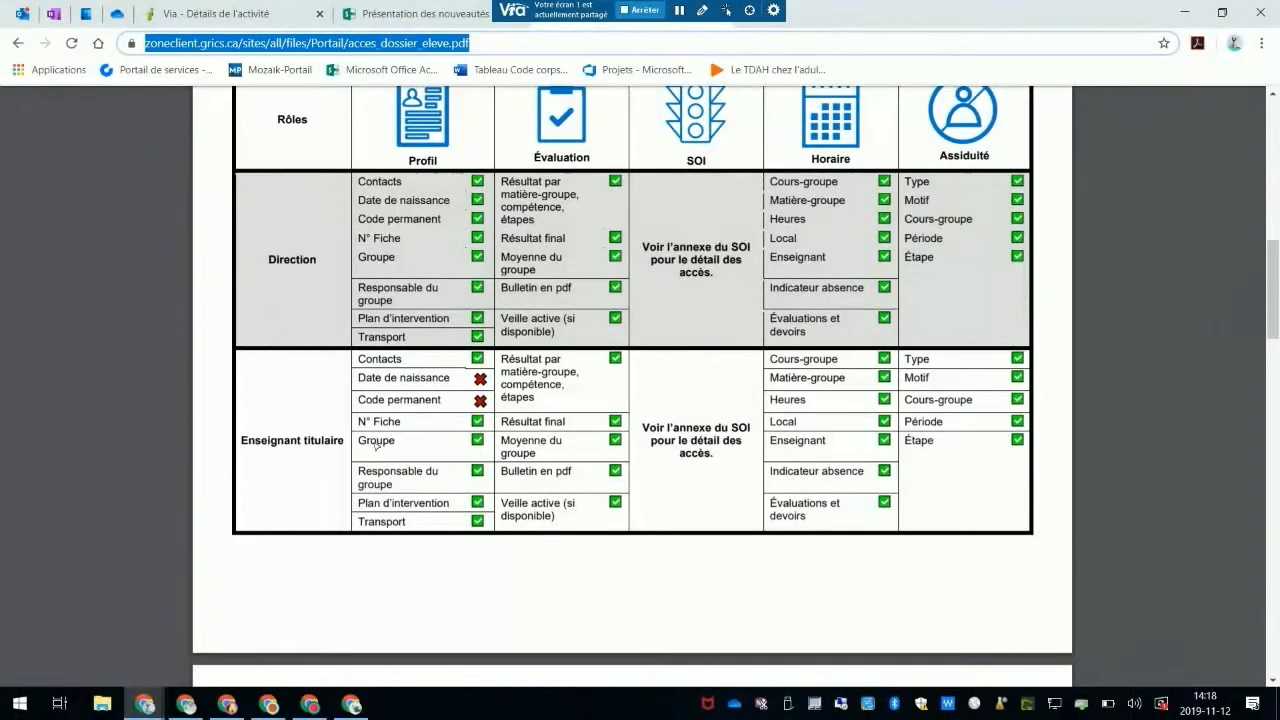 Via - Détails de l'activité
Présentation des nouveautés
Via
Votre écran 1 est
actuellement partagé
Arrêter
zoneclient.grics.ca/sites/all/files/Portail/acces_dossier_eleve.pdf
Applications
Portail de services -...
MP
Mozaïk-Portail
Microsoft Office Ac...
Tableau Code corps...
Projets - Microsoft...
Le TDAH chez l'adul...
Rôles
Profil
Évaluation
SOI
Horaire
Assiduité
Direction
Contacts
Date de naissance
Code permanent
N° Fiche
Groupe
Responsable du
groupe
Plan d'intervention
Transport
Résultat par
matière-groupe,
compétence,
étapes
Résultat final
Moyenne du
groupe
Bulletin en pdf
Veille active (si
disponible)
Voir l'annexe du SOI
pour le détail des
accès.
Cours-groupe
Matière-groupe
Heures
Local
Enseignant
Indicateur absence
Évaluations et
devoirs
Type
Motif
Cours-groupe
Période
Étape
Enseignant titulaire
Contacts
Date de naissance
Code permanent
N° Fiche
Groupe
Responsable du
groupe
Plan d'intervention
Transport
Résultat par
matière-groupe,
compétence,
étapes
Résultat final
Moyenne du
groupe
Bulletin en pdf
Veille active (si
disponible)
Voir l'annexe du SOI
pour le détail des
accès.
Cours-groupe
Matière-groupe
Heures
Local
Enseignant
Indicateur absence
Évaluations et
devoirs
Type
Motif
Cours-groupe
Période
Étape
14:18
2019-11-12